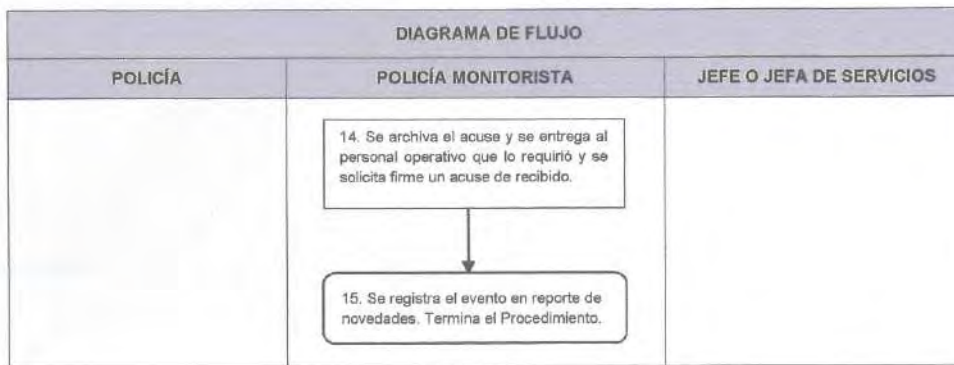 DIAGRAMA DE FLUJO
POLICÍA
POLICÍA MONITORISTA
JEFE O JEFA DE SERVICIOS
14. Se archiva el acuse y se entrega al
personal operativo que lo requirió y se
solicita firme un acuse de recibido.
15. Se registra el evento en reporte de
novedades. Termina el Procedimiento.